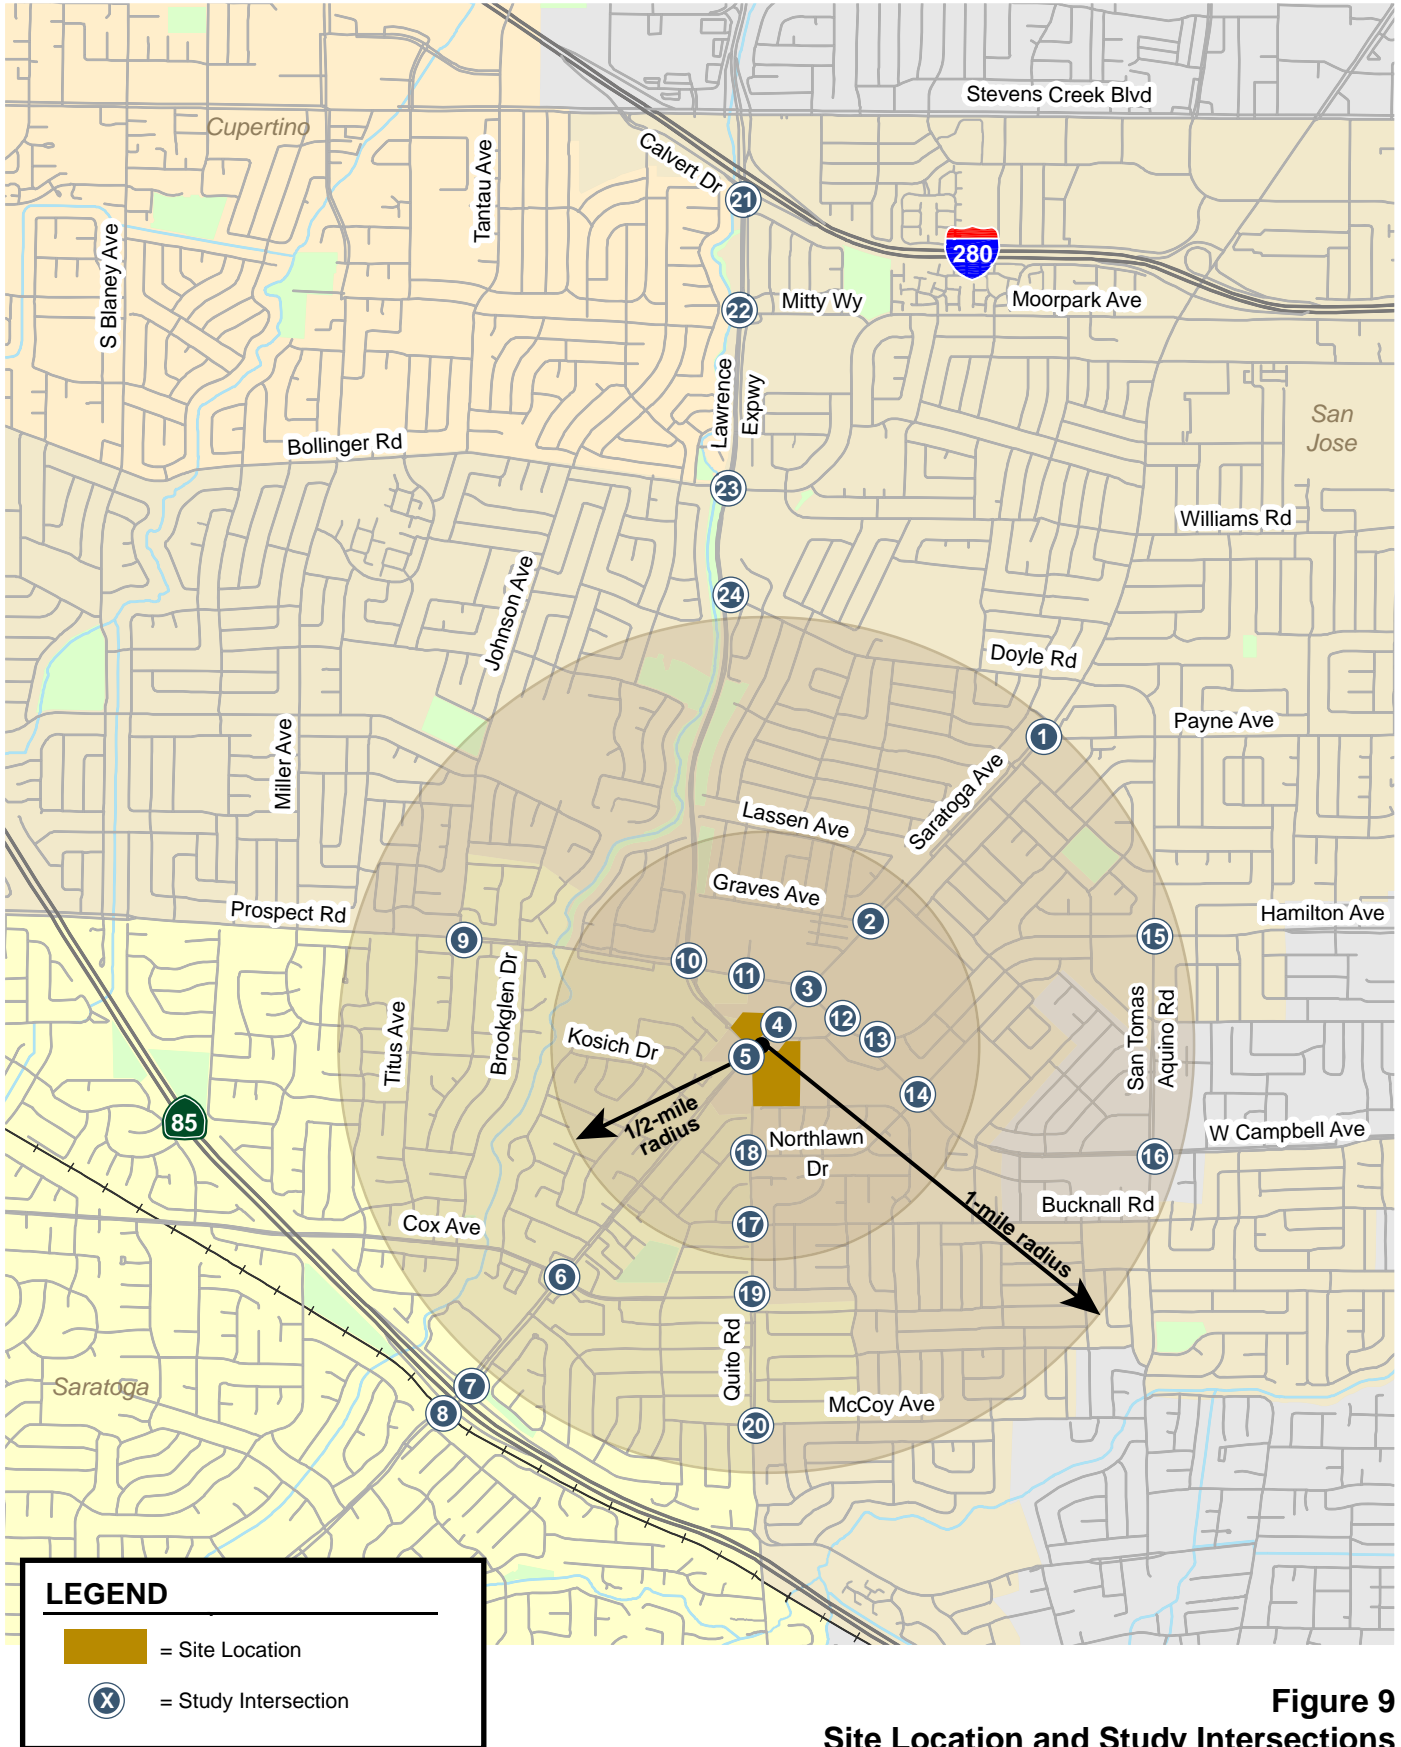 Stevens Creek Blvd
Cupertino
Calvert Dr
Tantau Ave
21
S Blaney Ave
280
Mitty Wy
Moorpark Ave
22
Lawrence
Expwy
San
Jose
Bollinger Rd
23
Williams Rd
Johnson Ave
24
Doyle Rd
Payne Ave
1
Miller Ave
Saratoga Ave
Lassen Ave
Graves Ave
Prospect Rd
Hamilton Ave
2
9
15
Brookglen Dr
10
11
3
Titus Ave
San Tomas
Aquino Rd
12
4
13
Kosich Dr
5
14
85
1/2-mile
radius
Northlawn
Dr
18
W Campbell Ave
16
Bucknall Rd
1-mile radius
Cox Ave
17
6
19
Quito Rd
Saratoga
7
8
McCoy Ave
20
LEGEND
= Site Location
X
= Study Intersection
Figure 9
Site Location and Study Intersections